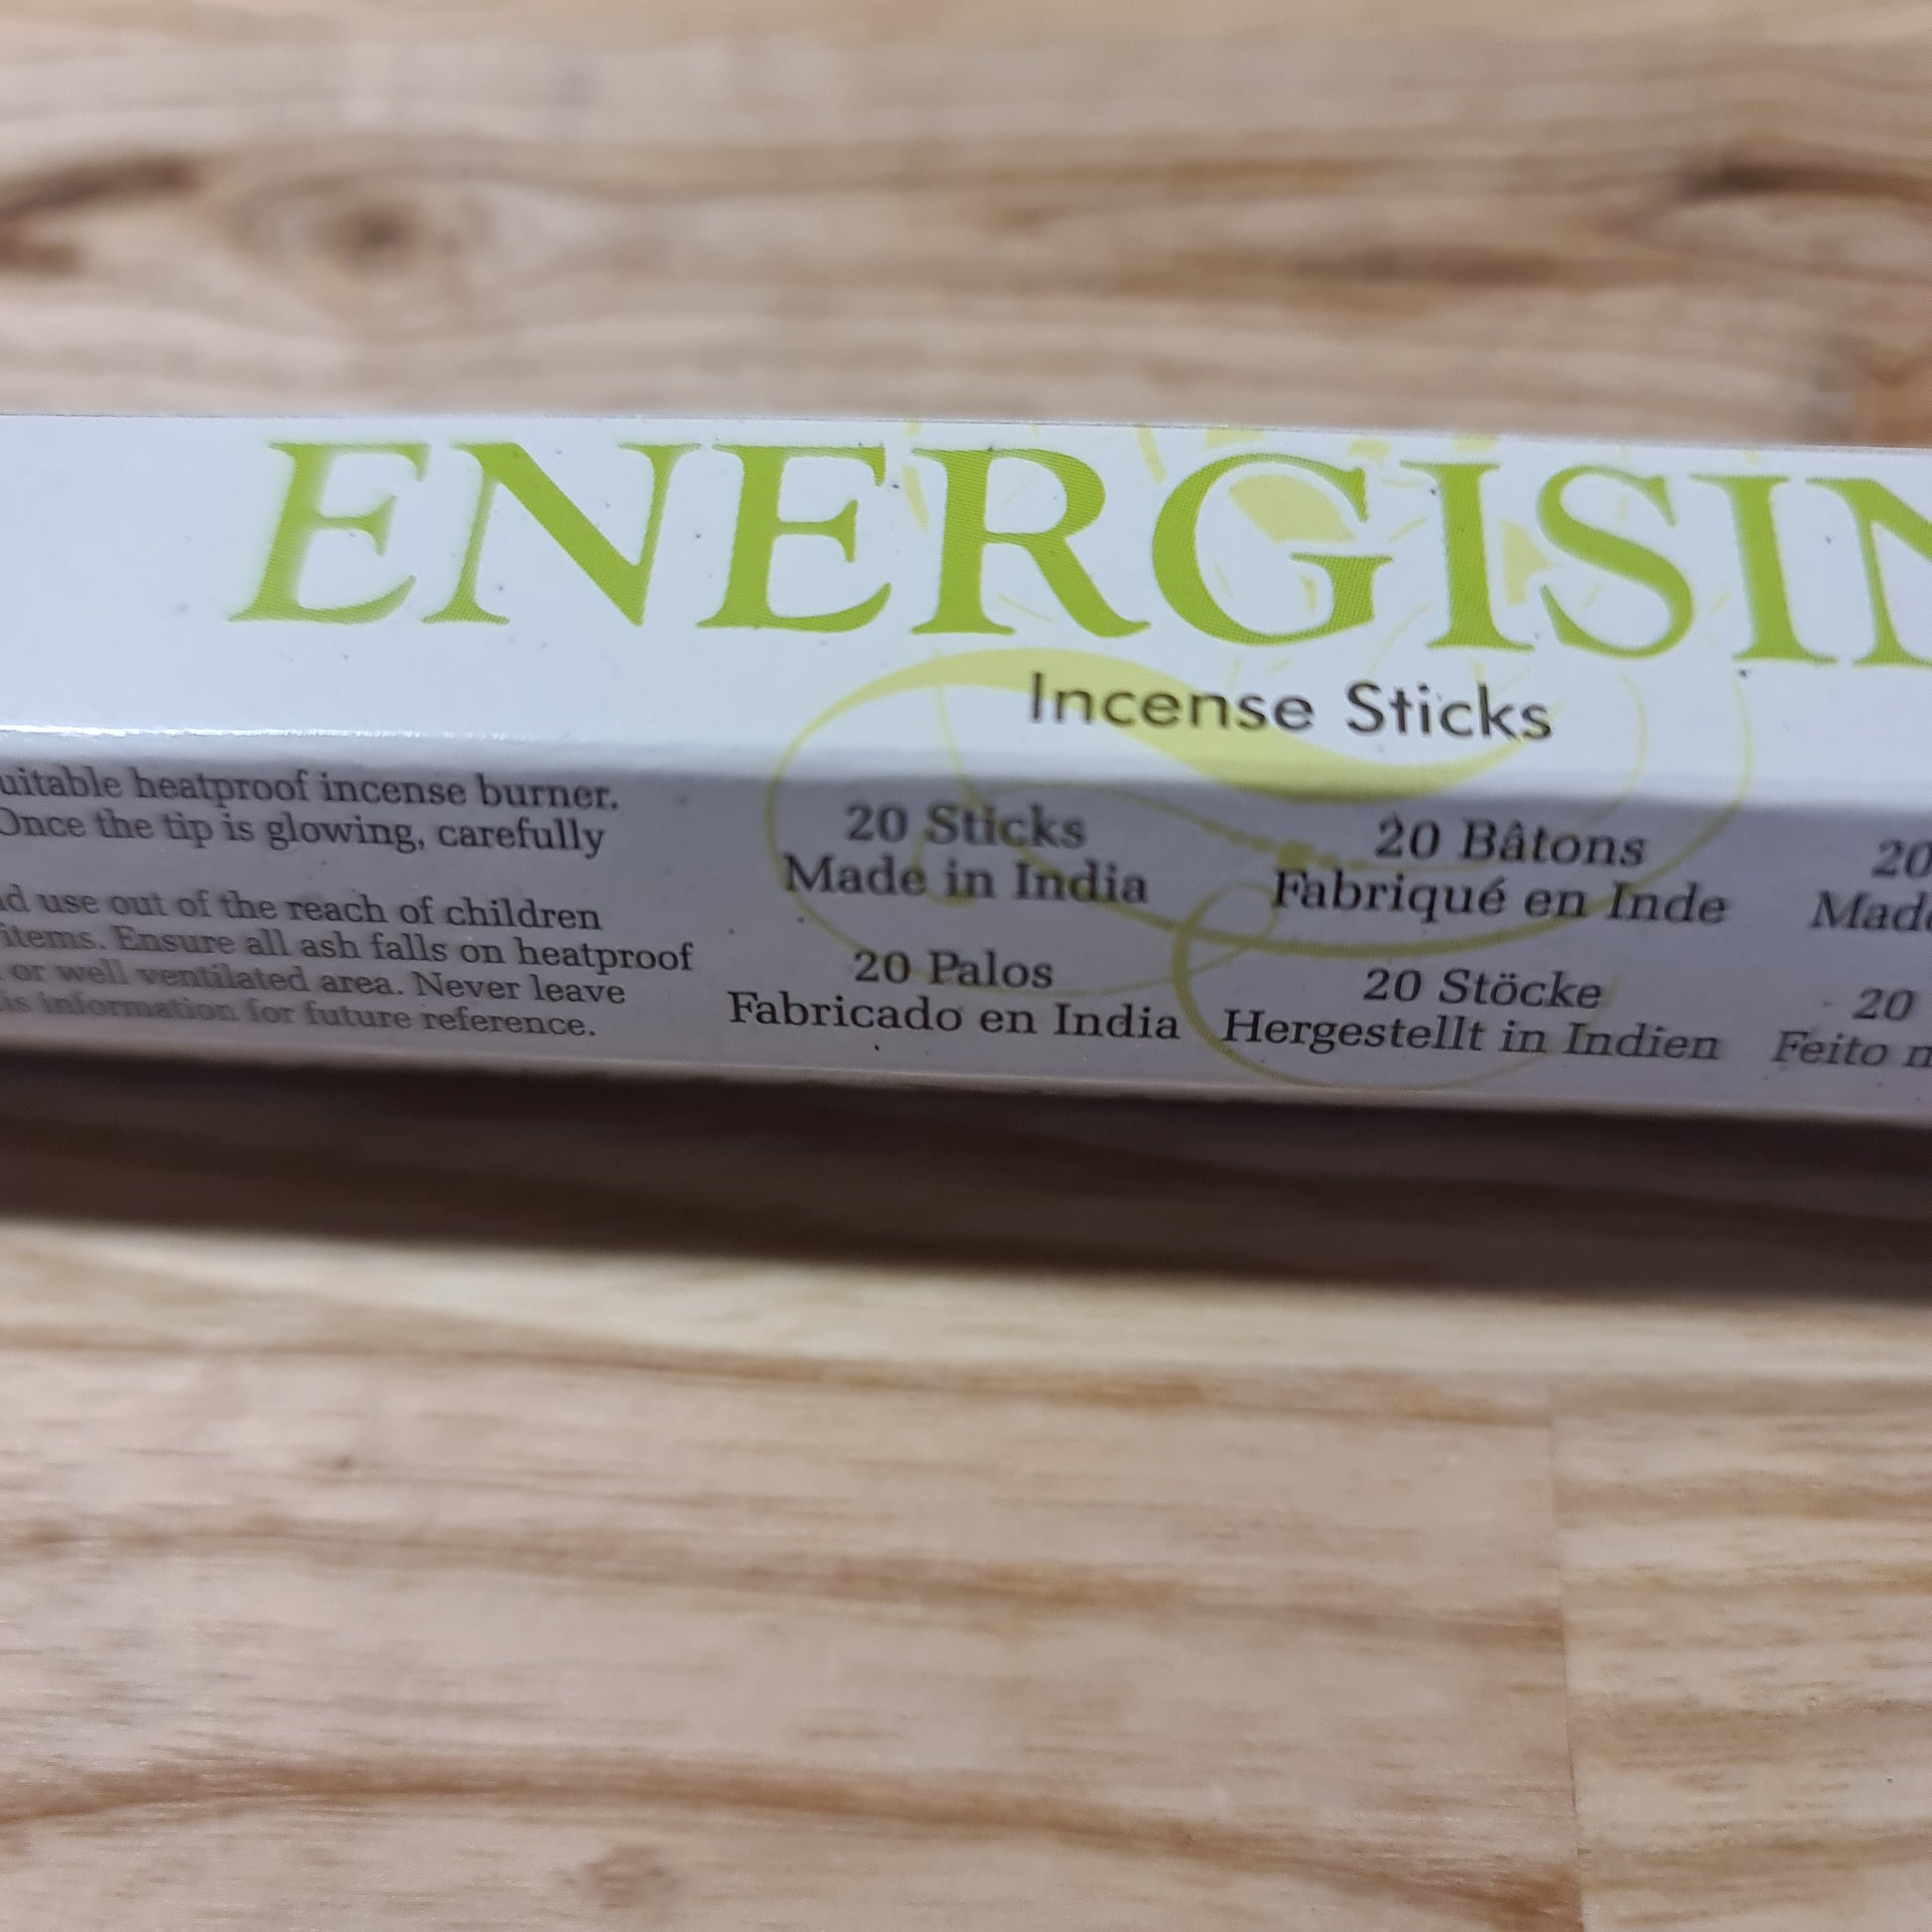 ENERGISIN
Incense Sticks
uitable heatproof incense burner.
Once the tip is glowing, carefully
d use out of the reach of children
items. Ensure all ash falls on heatproof
or well ventilated area. Never leave
is information for future reference.
20 Sticks
Made in India
20 Bâtons
Fabriqué en Inde
20
Made
20 Palos
Fabricado en India
20 Stöcke
Hergestellt in Indien
20
Feito n